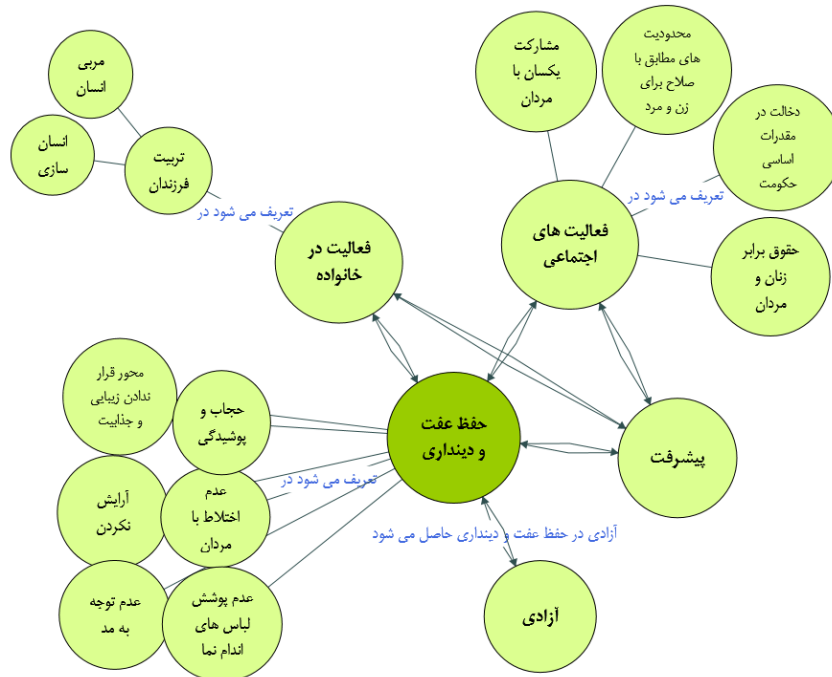 مربی
انسان
انسان
سازی
تربیت
فرزندان
تعریف می شود در
فعالیت در
خانواده
مشارکت
یکسان با
مردان
محدودیت
های مطابق با
صلاح برای
زن و مرد
دخالت در
مقدرات
اساسی
حکومت
تعریف می شود در
فعالیت های
اجتماعی
حقوق برابر
زنان و
مردان
محور قرار
ندادن زیبایی
و جذابیت
حجاب و
پوشیدگی
حفظ عفت
و دینداری
پیشرفت
آرایش
نکردن
عدم
اختلاط با
مردان
تعریف می شود در
آزادی در حفظ عفت و دینداری حاصل می شود
عدم توجه
به مد
عدم پوشش
لباس های
اندام نما
آزادی